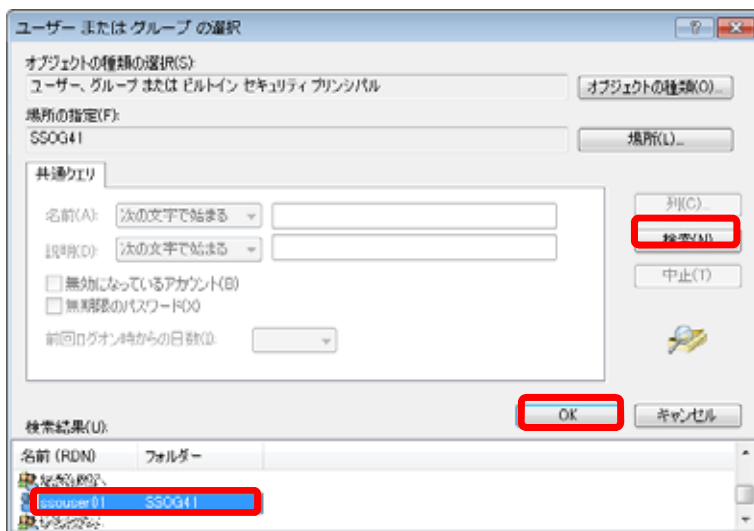 ユーザー または グループ の選択
オブジェクトの種類の選択(S):
ユーザー、グループ または ビルトイン セキュリティ プリンシパル
オブジェクトの種類(O)...
場所の指定(F):
SSOG41
場所(L)...
共通クエリ
名前(A): 次の文字で始まる
列(C)...
説明(D): 次の文字で始まる
検索(N)
無効になっているアカウント(B)
中止(T)
無期限のパスワード(X)
前回ログオン時からの日数(I):
OK
キャンセル
検索結果(U):
名前 (RDN) フォルダー
ssouser01 SSOG41